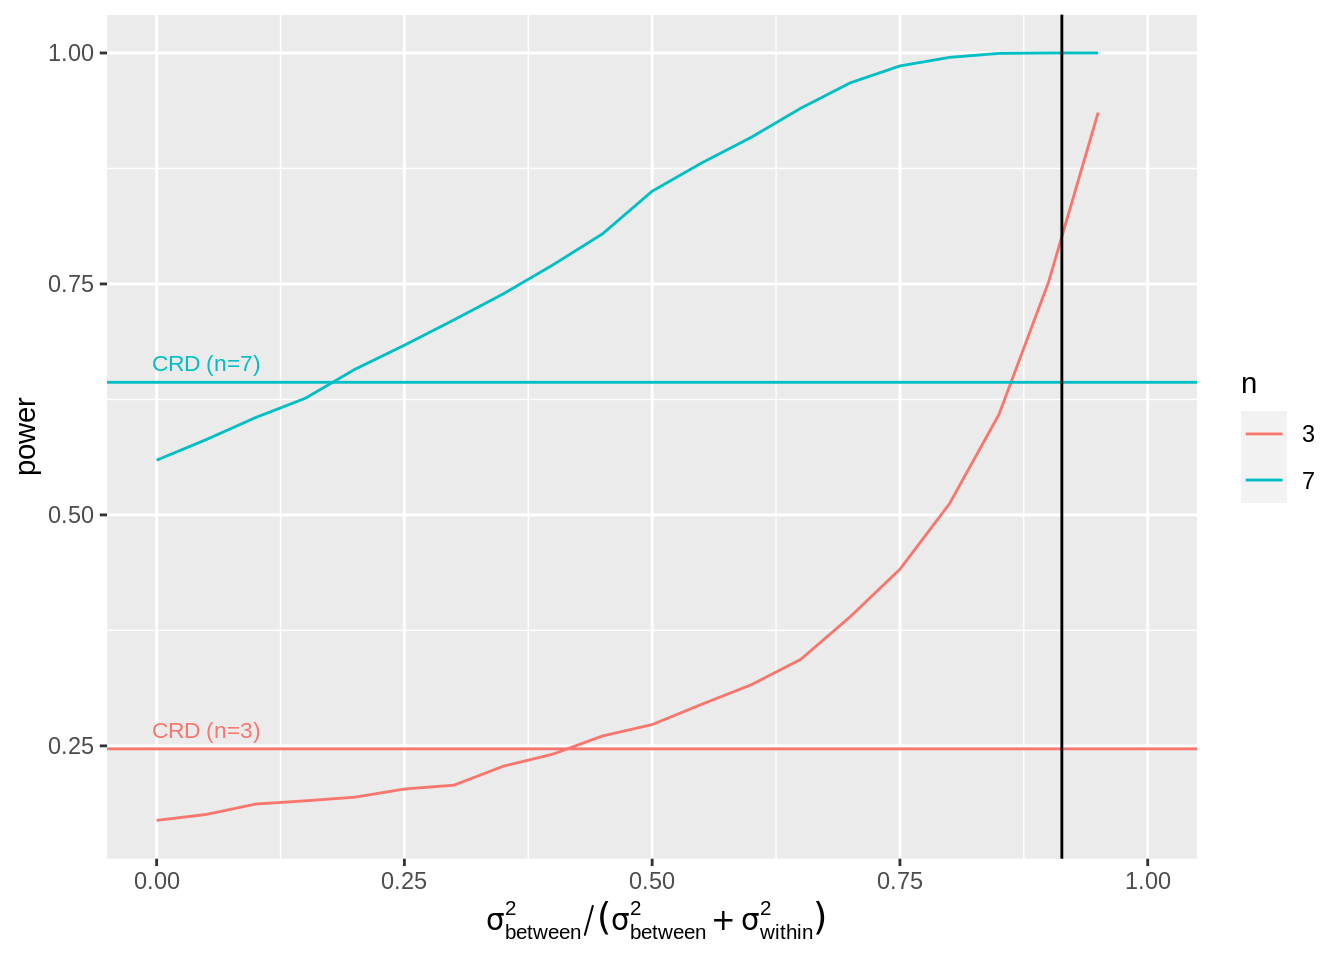 1.00
0.75
0.50
0.25
power
CRD (n=7)
CRD (n=3)
0.00 0.25 0.50 0.75 1.00
σ²between/(σ²between + σ²within)
n
3
7